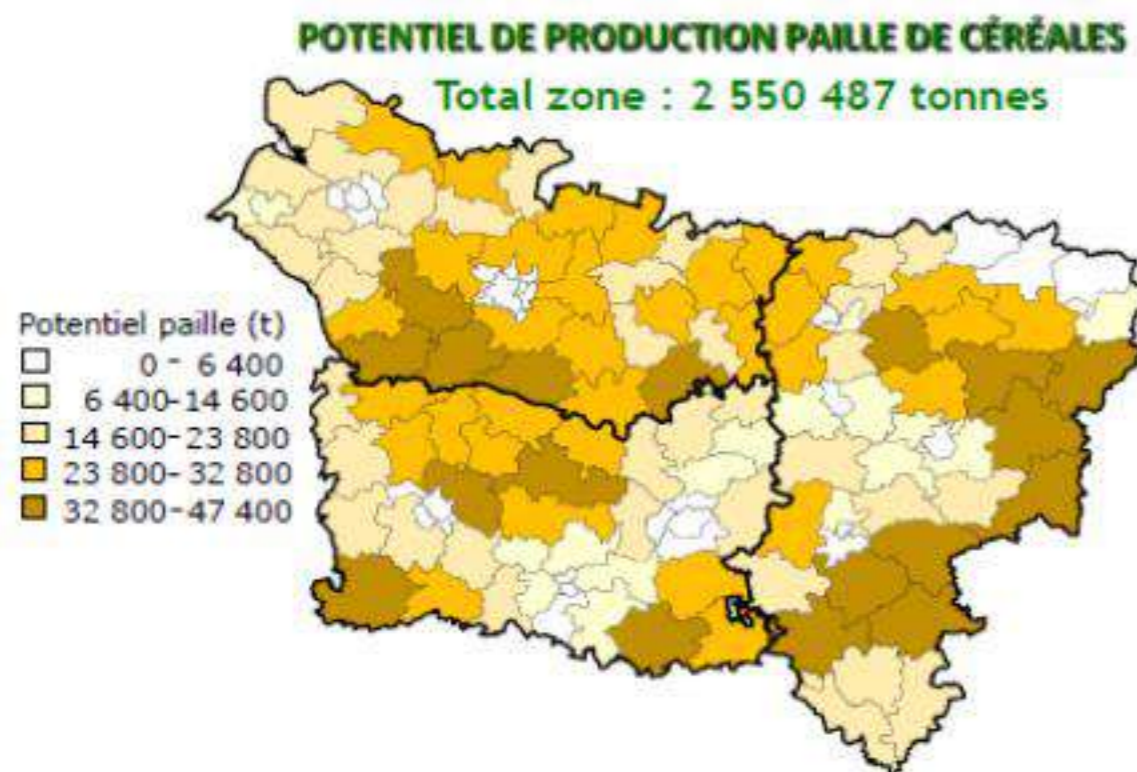 POTENTIEL DE PRODUCTION PAILLE DE CÉRÉALES
Total zone : 2 550 487 tonnes
Potentiel paille (t)
0 - 6 400
6 400-14 600
14 600-23 800
23 800-32 800
32 800-47 400